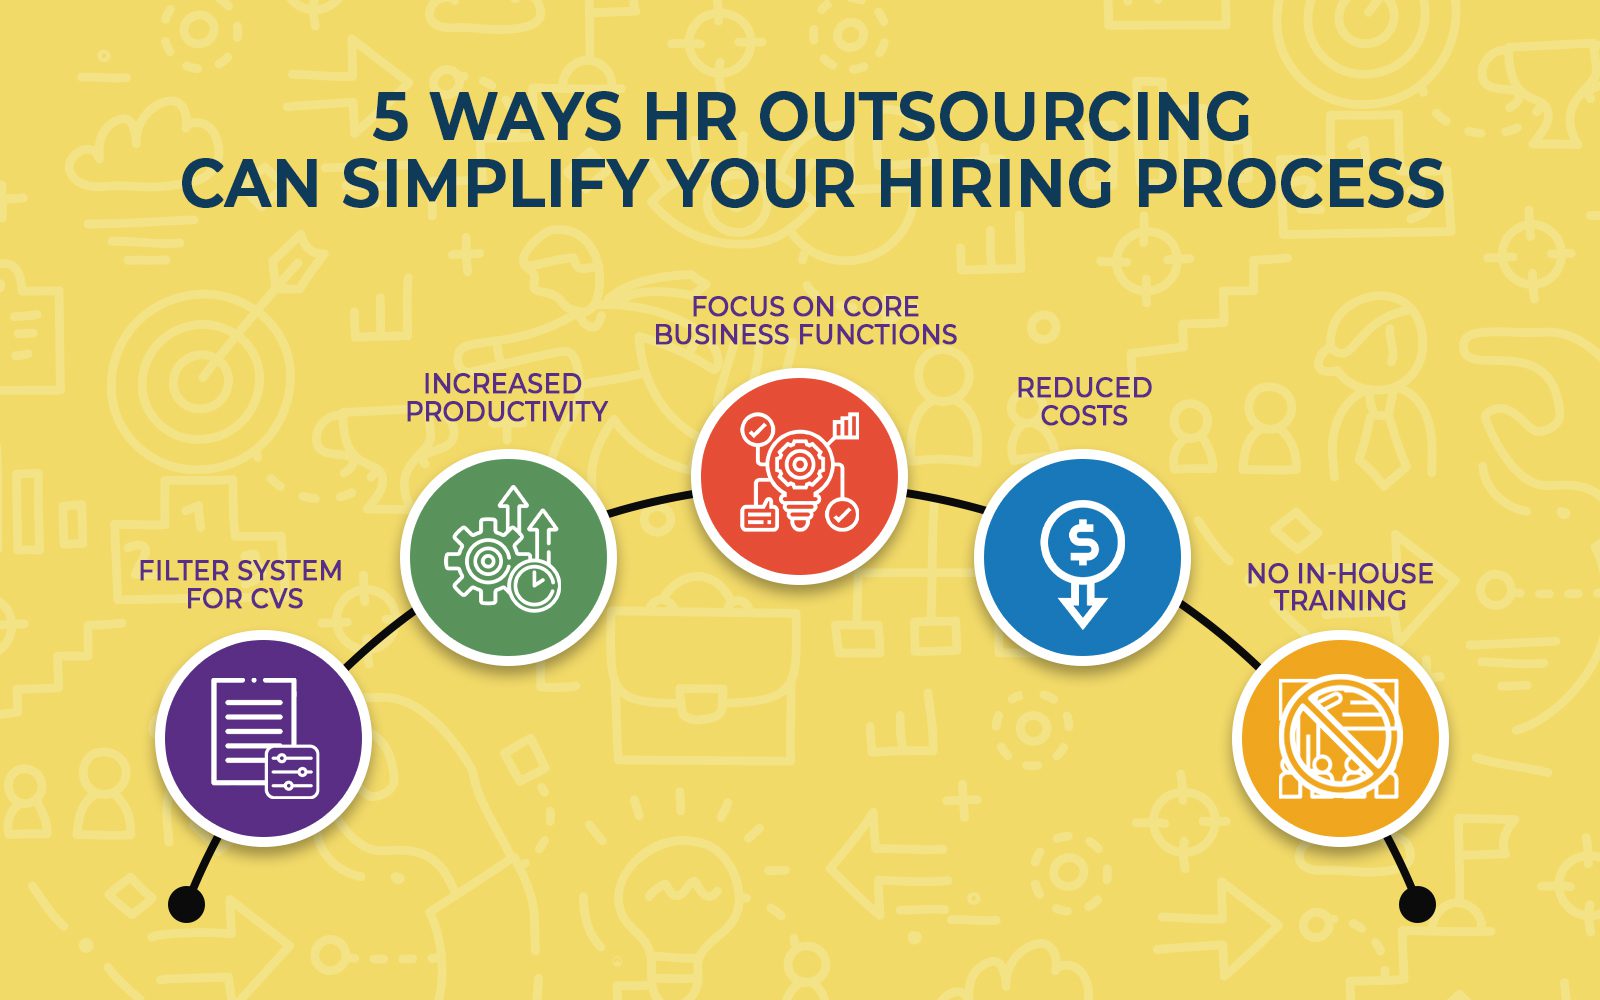 5 WAYS HR OUTSOURCING
CAN SIMPLIFY YOUR HIRING PROCESS
FILTER SYSTEM
FOR CVS
INCREASED
PRODUCTIVITY
FOCUS ON CORE
BUSINESS FUNCTIONS
REDUCED
COSTS
$
NO IN-HOUSE
TRAINING